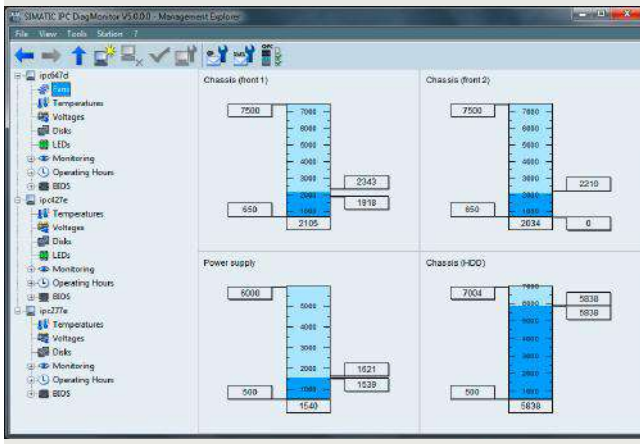 SIMATIC IPC DiagMonitor V5.0.0.0 - Management Explorer
File View Tools Station ?
ipc647d
Fans
Temperatures
Voltages
Disks
LEDs
Monitoring
Operating Hours
BIOS
ipc427e
Temperatures
Voltages
Disks
LEDs
Monitoring
Operating Hours
BIOS
ipc277e
Temperatures
Voltages
Disks
Monitoring
Operating Hours
BIOS
Chassis (front 1)
7500
7000
6000
5000
4000
3000
2000
1000
2343
1918
650
2105
Chassis (front 2)
7500
7000
6000
5000
4000
3000
2000
1000
2210
650
0
2034
Power supply
6000
5000
4000
3000
2000
1000
1621
1539
500
1540
Chassis (HDD)
7004
7000
6000
5000
4000
3000
2000
1000
5838
5838
500
5838